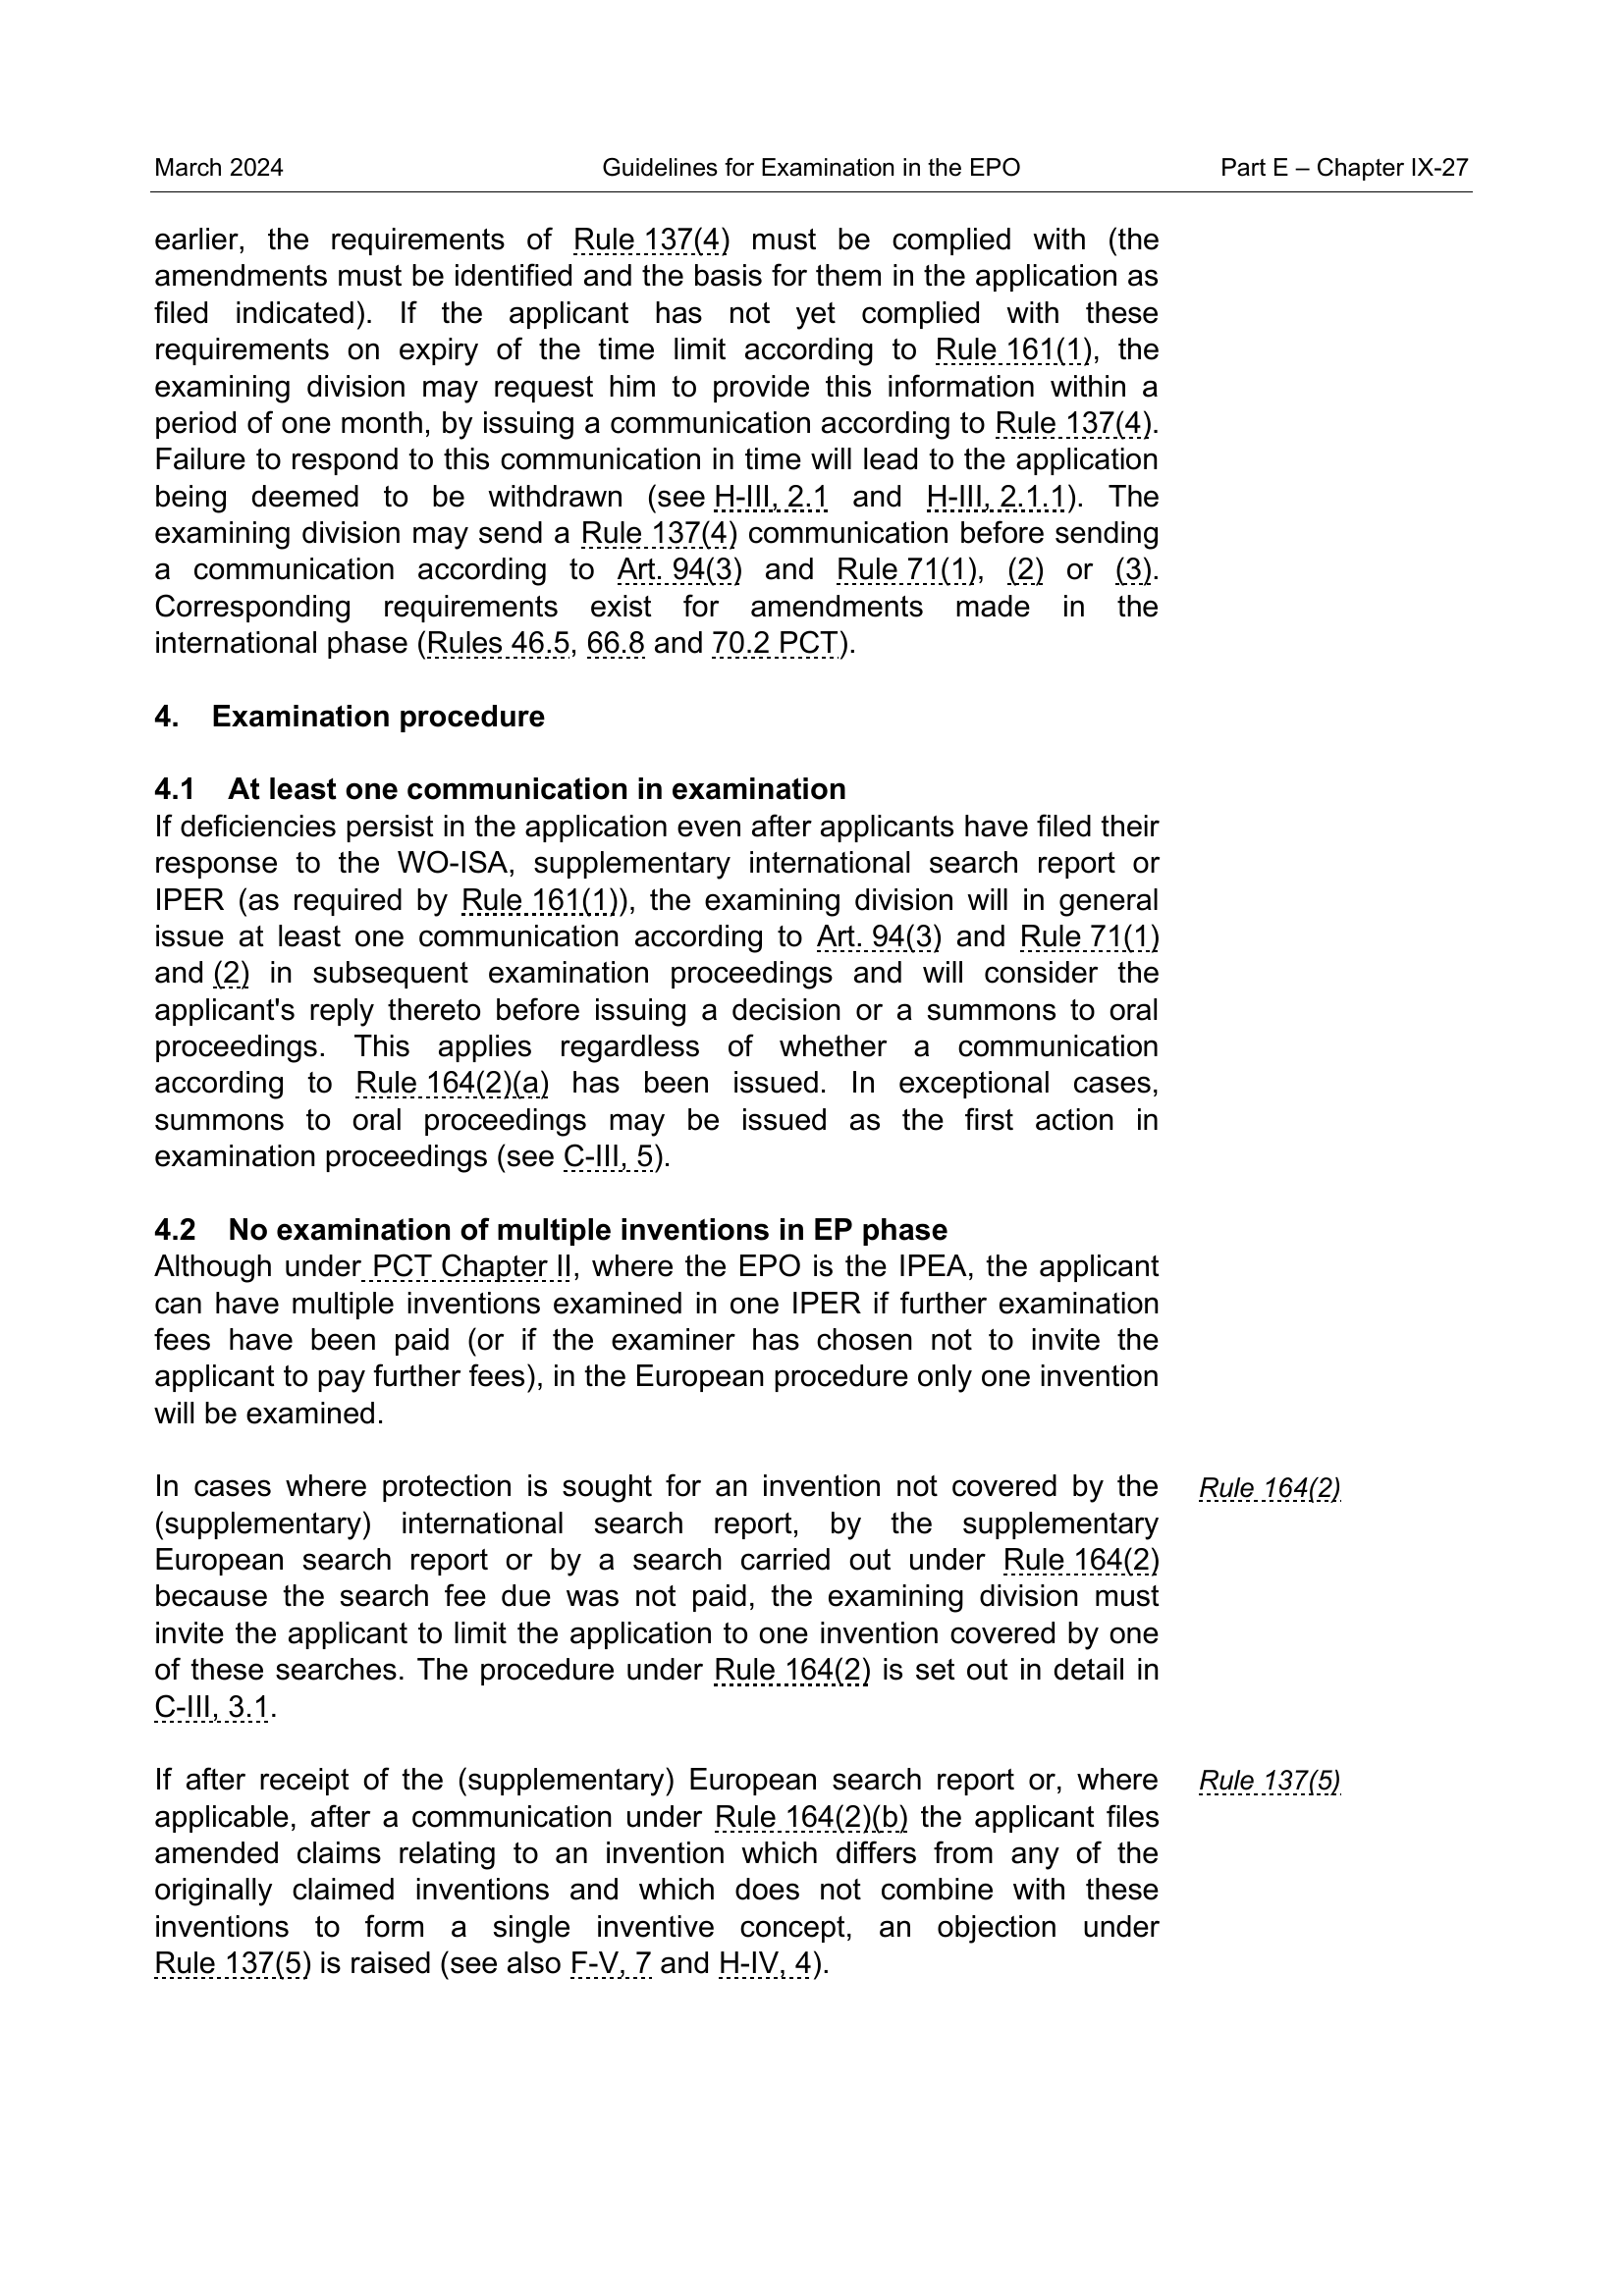 March 2024 Guidelines for Examination in the EPO Part E – Chapter IX-27
earlier, the requirements of Rule 137(4) must be complied with (the
amendments must be identified and the basis for them in the application as
filed indicated). If the applicant has not yet complied with these
requirements on expiry of the time limit according to Rule 161(1), the
examining division may request him to provide this information within a
period of one month, by issuing a communication according to Rule 137(4).
Failure to respond to this communication in time will lead to the application
being deemed to be withdrawn (see H-III, 2.1 and H-III, 2.1.1). The
examining division may send a Rule 137(4) communication before sending
a communication according to Art. 94(3) and Rule 71(1), (2) or (3).
Corresponding requirements exist for amendments made in the
international phase (Rules 46.5, 66.8 and 70.2 PCT).
4. Examination procedure
4.1 At least one communication in examination
If deficiencies persist in the application even after applicants have filed their
response to the WO-ISA, supplementary international search report or
IPER (as required by Rule 161(1)), the examining division will in general
issue at least one communication according to Art. 94(3) and Rule 71(1)
and (2) in subsequent examination proceedings and will consider the
applicant's reply thereto before issuing a decision or a summons to oral
proceedings. This applies regardless of whether a communication
according to Rule 164(2)(a) has been issued. In exceptional cases,
summons to oral proceedings may be issued as the first action in
examination proceedings (see C-III, 5).
4.2 No examination of multiple inventions in EP phase
Although under PCT Chapter II, where the EPO is the IPEA, the applicant
can have multiple inventions examined in one IPER if further examination
fees have been paid (or if the examiner has chosen not to invite the
applicant to pay further fees), in the European procedure only one invention
will be examined.
In cases where protection is sought for an invention not covered by the Rule 164(2)
(supplementary) international search report, by the supplementary
European search report or by a search carried out under Rule 164(2)
because the search fee due was not paid, the examining division must
invite the applicant to limit the application to one invention covered by one
of these searches. The procedure under Rule 164(2) is set out in detail in
C-III, 3.1.
If after receipt of the (supplementary) European search report or, where Rule 137(5)
applicable, after a communication under Rule 164(2)(b) the applicant files
amended claims relating to an invention which differs from any of the
originally claimed inventions and which does not combine with these
inventions to form a single inventive concept, an objection under
Rule 137(5) is raised (see also F-V, 7 and H-IV, 4).